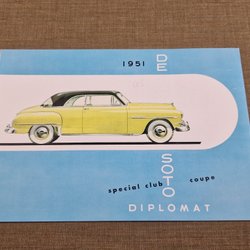 1951
DE
SOTO
special club coupe
DIPLOMAT